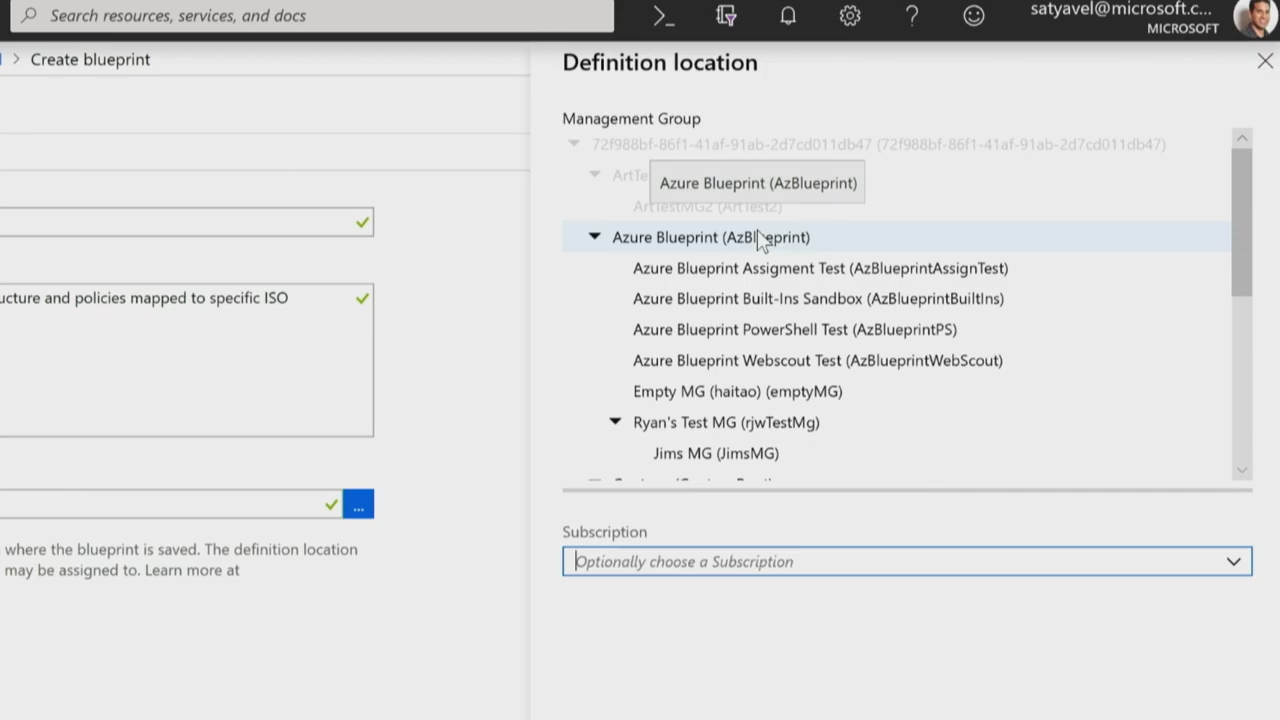 Search resources, services, and docs
satyavel@microsoft.c...
MICROSOFT
> Create blueprint
Definition location
Management Group
72f988bf-86f1-41af-91ab-2d7cd011db47 (72f988bf-86f1-41af-91ab-2d7cd011db47)
ArtTe
Azure Blueprint (AzBlueprint)
ArtTestMG2 (ArtTest2)
Azure Blueprint (AzBlueprint)
Azure Blueprint Assigment Test (AzBlueprintAssignTest)
Azure Blueprint Built-Ins Sandbox (AzBlueprintBuiltIns)
Azure Blueprint PowerShell Test (AzBlueprintPS)
Azure Blueprint Webscout Test (AzBlueprintWebScout)
Empty MG (haitao) (emptyMG)
Ryan's Test MG (rjwTestMg)
Jims MG (JimsMG)
ucture and policies mapped to specific ISO
...
where the blueprint is saved. The definition location
may be assigned to. Learn more at
Subscription
Optionally choose a Subscription